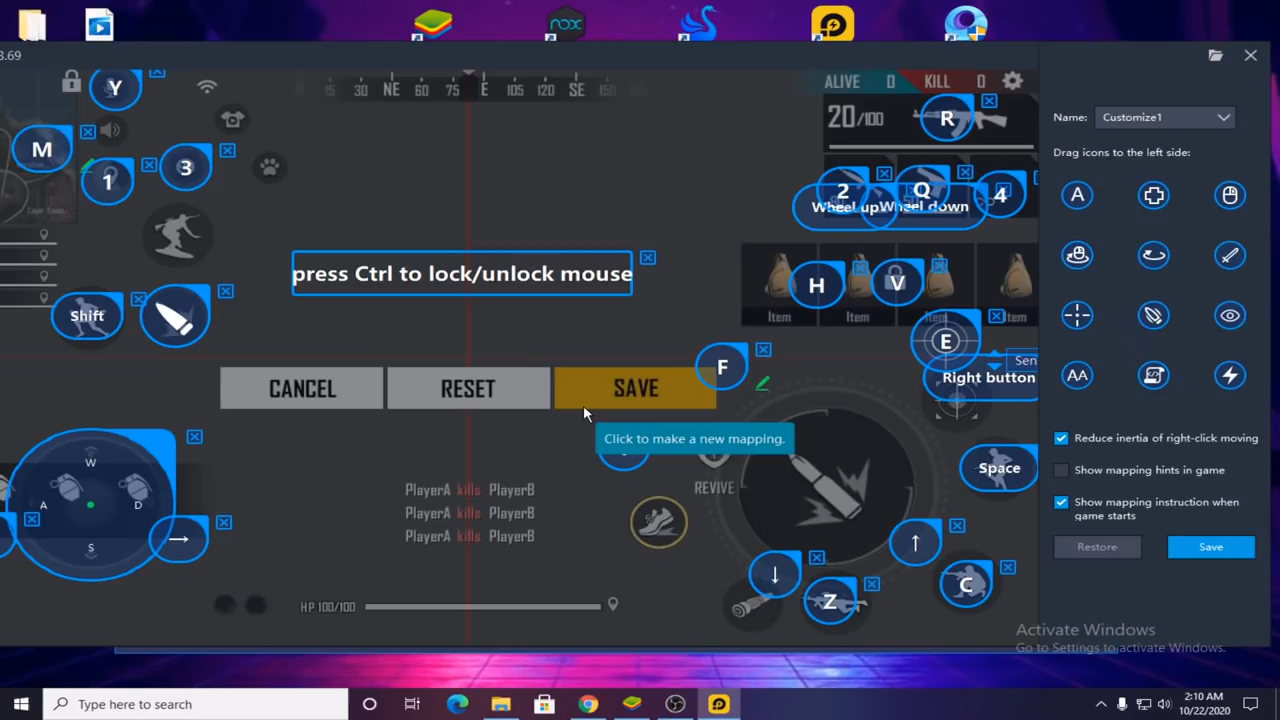 nox
3.69
Y
NE 60 75 E 105 120 SE 150
15 30
ALIVE 0 KILL 0
20/100
R
M
1
3
2
Q
4
Wheel up
Wheel down
Name: Customize1
Drag icons to the left side:
A
AA
press Ctrl to lock/unlock mouse
H
V
Item Item Item
Shift
E
Sen
Right button
F
CANCEL RESET SAVE
Click to make a new mapping.
REVIVE
W
A D
S
→
PlayerA kills PlayerB
PlayerA kills PlayerB
PlayerA kills PlayerB
Space
↑
↓
Z
C
HP 100/100
Reduce inertia of right-click moving
Show mapping hints in game
Show mapping instruction when
game starts
Restore Save
Activate Windows
Go to Settings to activate Windows.
Type here to search
2:10 AM
10/22/2020